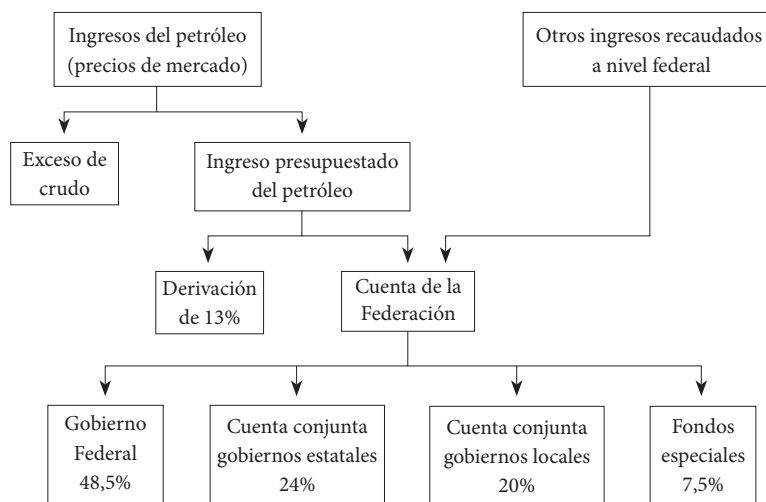 Ingresos del petróleo
(precios de mercado)
Otros ingresos recaudados
a nivel federal
Exceso de
crudo
Ingreso presupuestado
del petróleo
Derivación
de 13%
Cuenta de la
Federación
Gobierno
Federal
48,5%
Cuenta conjunta
gobiernos estatales
24%
Cuenta conjunta
gobiernos locales
20%
Fondos
especiales
7,5%